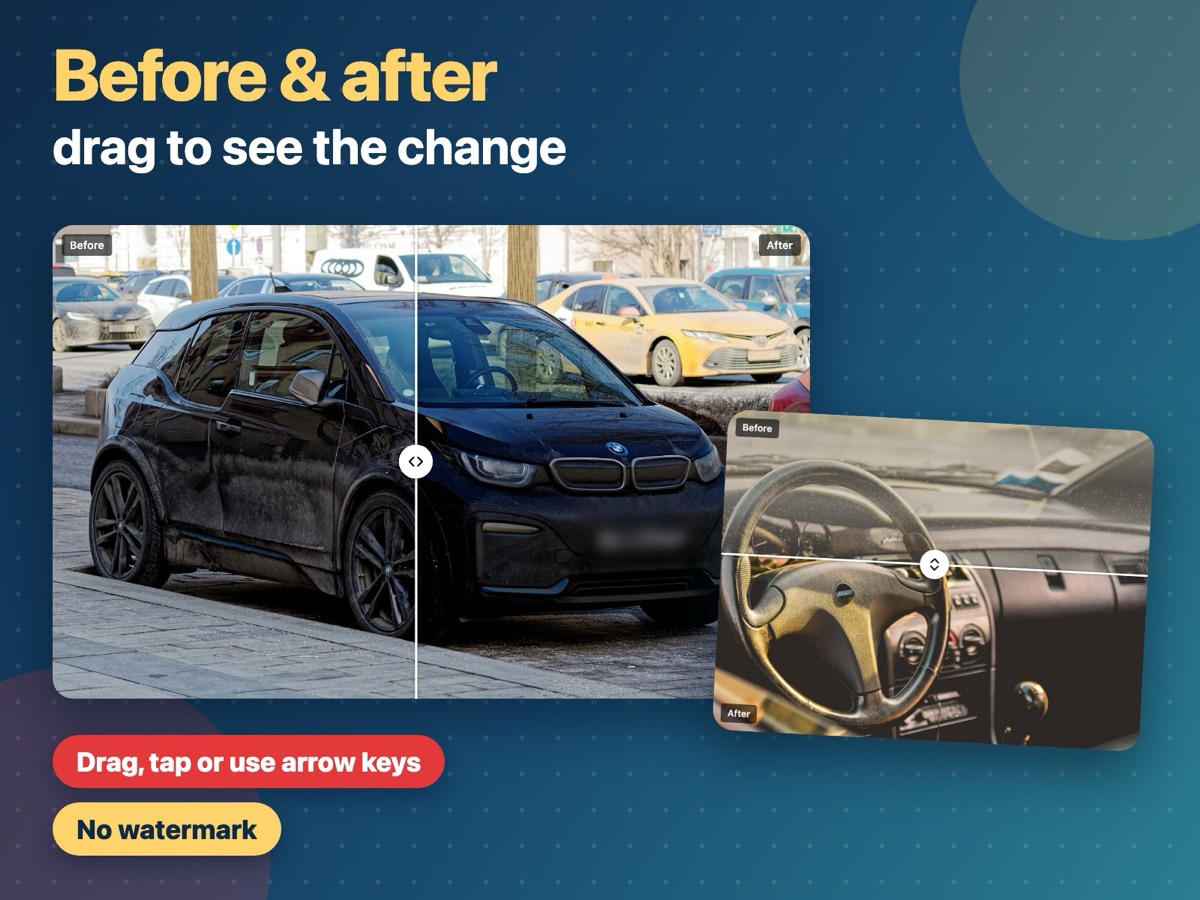 Before & after
drag to see the change
Before
After
Before
After
Drag, tap or use arrow keys
No watermark